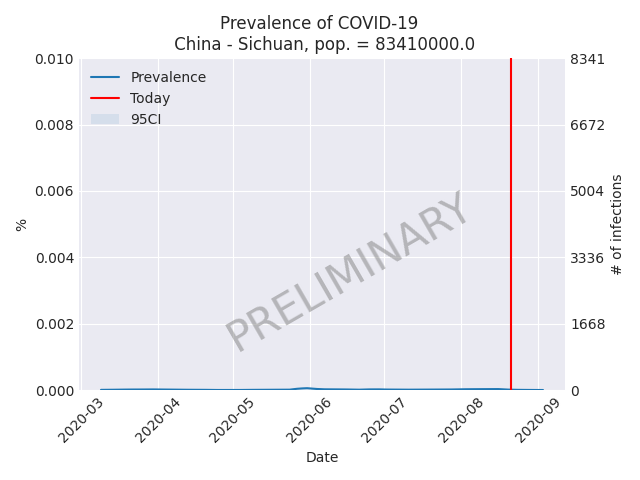 Prevalence of COVID-19
China - Sichuan, pop. = 83410000.0
Prevalence
Today
95CI
0.010
0.008
0.006
0.004
0.002
0.000
%
8341
6672
5004
3336
1668
0
# of infections
PRELIMINARY
2020-03
2020-04
2020-05
2020-06
2020-07
2020-08
2020-09
Date